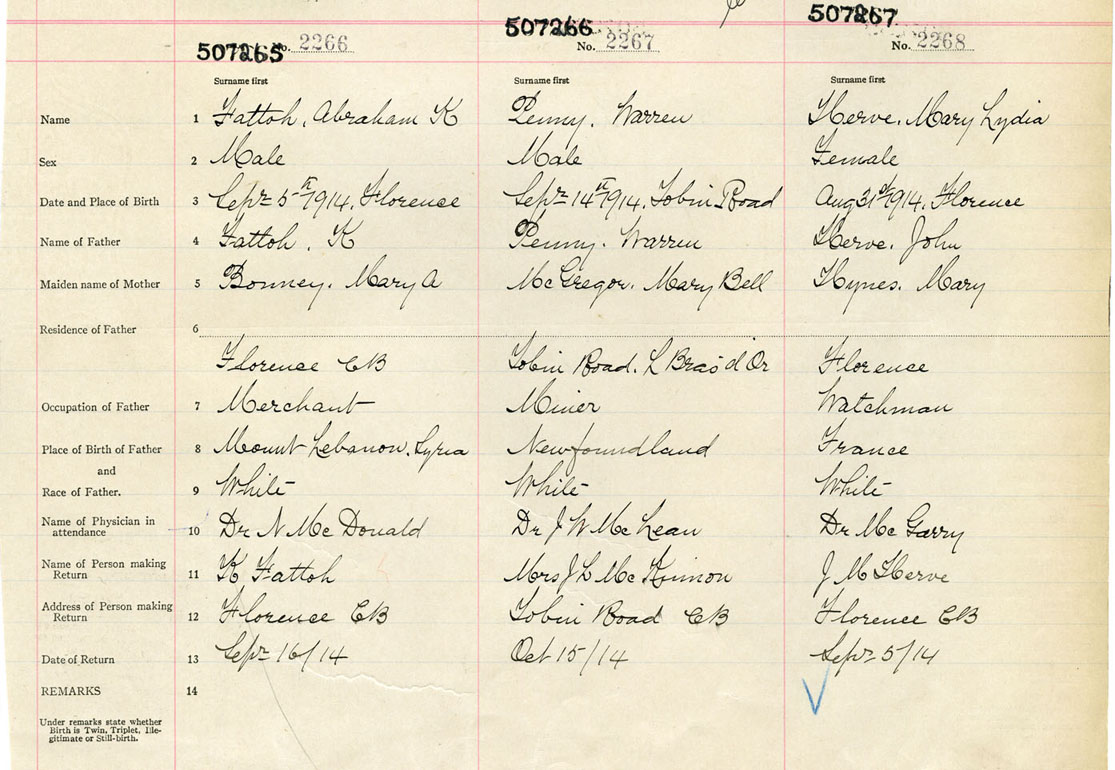 507265 No. 2266 507266 No. 2267 507267 No. 2268
Surname first Surname first Surname first
Name 1 Fattoh, Abraham K Penny, Warren Herve, Mary Lydia
Sex 2 Male Male Female
Date and Place of Birth 3 Sept 5th 1914, Florence Sept 14th 1914, Tobin Road Aug 31st 1914, Florence
Name of Father 4 Fattoh, K Penny, Warren Herve, John
Maiden name of Mother 5 Bonney, Mary A McGregor, Mary Bell Hynes, Mary
Residence of Father 6
Florence CB Tobin Road, L Bras d'Or Florence
Occupation of Father 7 Merchant Miner Watchman
Place of Birth of Father 8 Mount Lebanon, Syria Newfoundland France
and
Race of Father. 9 White White White
Name of Physician in attendance 10 Dr N McDonald Dr J W McLean Dr McGarry
Name of Person making Return 11 K Fattoh Mrs J L McKinnon J M Herve
Address of Person making Return 12 Florence CB Tobin Road CB Florence CB
Date of Return 13 Sept 16/14 Oct 15/14 Sept 5/14
REMARKS 14
Under remarks state whether
Birth is Twin, Triplet, Ille-
gitimate or Still-birth.